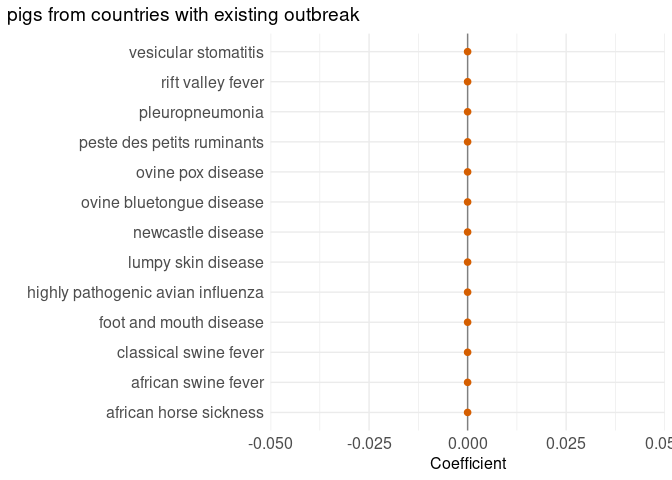 pigs from countries with existing outbreak
vesicular stomatitis
rift valley fever
pleuropneumonia
peste des petits ruminants
ovine pox disease
ovine bluetongue disease
newcastle disease
lumpy skin disease
highly pathogenic avian influenza
foot and mouth disease
classical swine fever
african swine fever
african horse sickness
-0.050 -0.025 0.000 0.025 0.05
Coefficient